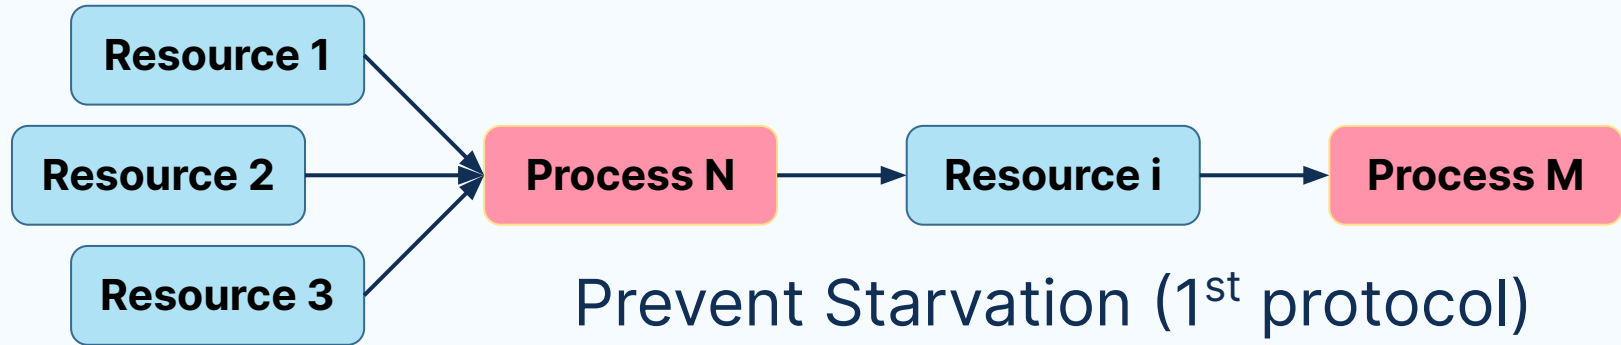 Resource 1
Resource 2
Process N
Resource i
Process M
Resource 3
Prevent Starvation (1st protocol)